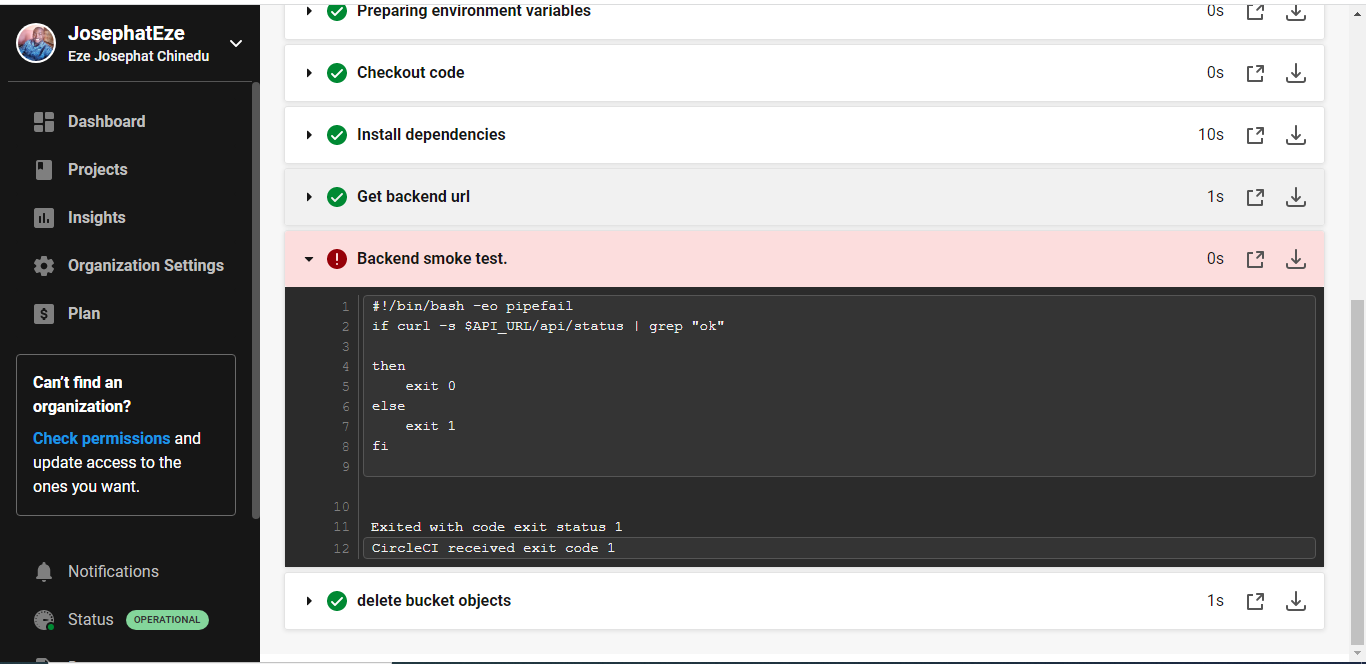 JosephatEze
Eze Josephat Chinedu
Dashboard
Projects
Insights
Organization Settings
Plan
Can't find an
organization?
Check permissions and
update access to the
ones you want.
Notifications
Status OPERATIONAL
Preparing environment variables 0s
Checkout code 0s
Install dependencies 10s
Get backend url 1s
Backend smoke test. 0s
1 #!/bin/bash -eo pipefail
2 if curl -s $API_URL/api/status | grep "ok"
3
4 then
5 exit 0
6 else
7 exit 1
8 fi
9
10
11 Exited with code exit status 1
12 CircleCI received exit code 1
delete bucket objects 1s